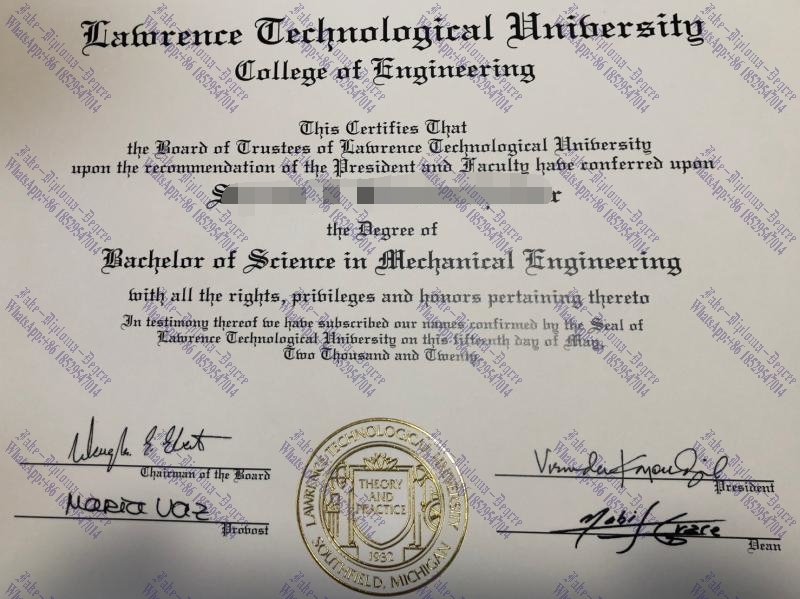 Lawrence Technological University
College of Engineering
This Certifies That
the Board of Trustees of Lawrence Technological University
upon the recommendation of the President and Faculty have conferred upon
the Degree of
Bachelor of Science in Mechanical Engineering
with all the rights, privileges and honors pertaining thereto
In testimony thereof we have subscribed our names confirmed by the Seal of
Lawrence Technological University on this fifteenth day of May,
Two Thousand and Twenty.
Chairman of the Board
President
Maria Vaz
Provost
Dean
LAWRENCE TECHNOLOGICAL UNIVERSITY
THEORY
AND
PRACTICE
1932
SOUTHFIELD, MICHIGAN
Fake-Diploma-Degree
WhatsApp:+86 18529547014